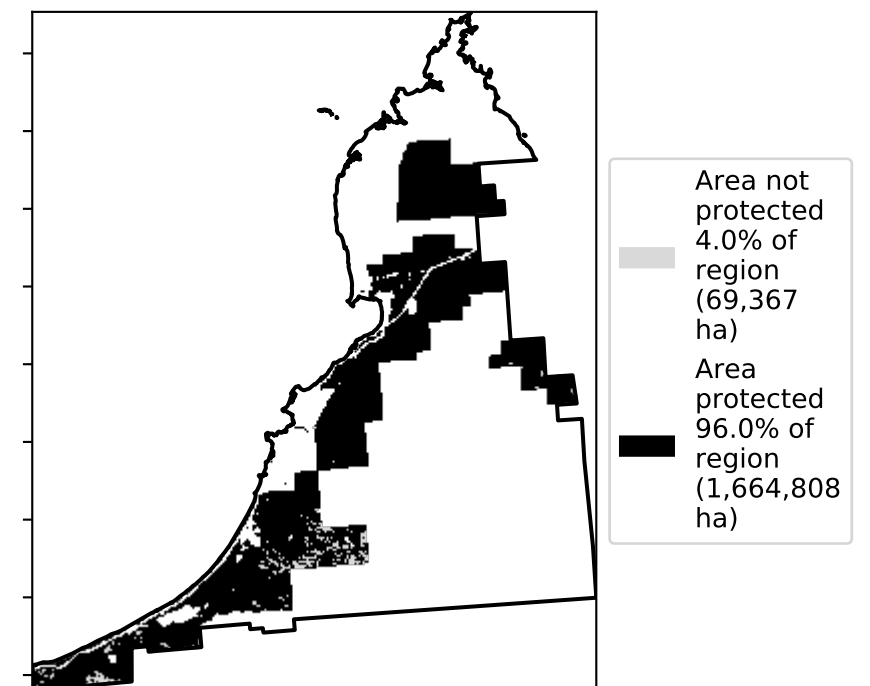 Area not
protected
4.0% of
region
(69,367
ha)
Area
protected
96.0% of
region
(1,664,808
ha)